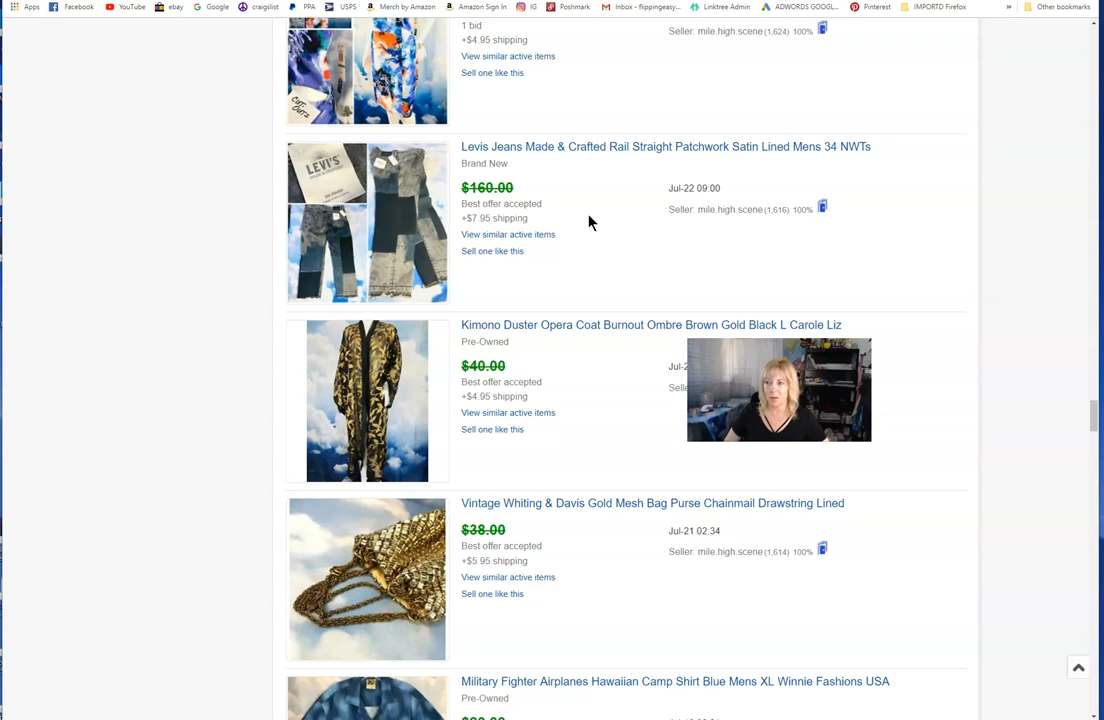 Apps Facebook YouTube ebay Google craigslist PPA USPS Merch by Amazon Amazon Sign In IG Poshmark Inbox - flippingeasy... Linktree Admin ADWORDS GOOGL... Pinterest IMPORTD Firefox » Other bookmarks
1 bid
Seller: mile.high.scene (1,624) 100%
+$4.95 shipping
View similar active items
Sell one like this
CUT-OUTS
Levis Jeans Made & Crafted Rail Straight Patchwork Satin Lined Mens 34 NWTs
Brand New
LEVI'S
$160.00
Jul-22 09:00
Best offer accepted
Seller: mile.high.scene (1,616) 100%
+$7.95 shipping
View similar active items
Sell one like this
Kimono Duster Opera Coat Burnout Ombre Brown Gold Black L Carole Liz
Pre-Owned
$40.00
Jul-2
Best offer accepted
Selle
+$4.95 shipping
View similar active items
Sell one like this
Vintage Whiting & Davis Gold Mesh Bag Purse Chainmail Drawstring Lined
$38.00
Jul-21 02:34
Best offer accepted
Seller: mile.high.scene (1,614) 100%
+$5.95 shipping
View similar active items
Sell one like this
Military Fighter Airplanes Hawaiian Camp Shirt Blue Mens XL Winnie Fashions USA
Pre-Owned